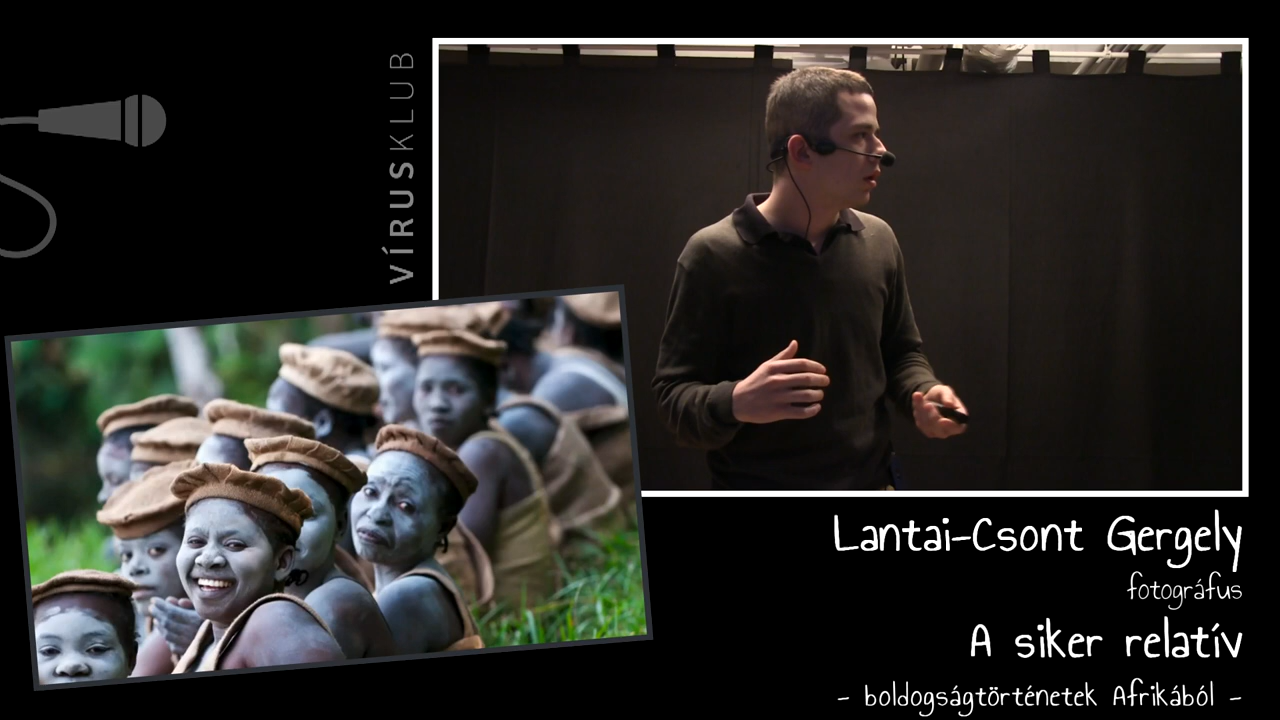 VÍRUSKLUB
Lantai-Csont Gergely
fotográfus
A siker relatív
- boldogságtörténetek Afrikából -